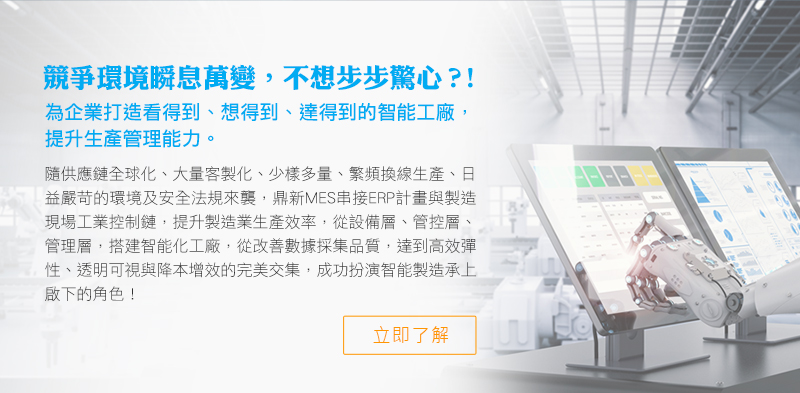 競爭環境瞬息萬變，不想步步驚心？！
為企業打造看得到、想得到、達得到的智能工廠，
提升生產管理能力。
隨供應鏈全球化、大量客製化、少樣多量、繁頻換線生產、日
益嚴苛的環境及安全法規來襲，鼎新MES串接ERP計畫與製造
現場工業控制鏈，提升製造業生產效率，從設備層、管控層、
管理層，搭建智能化工廠，從改善數據採集品質，達到高效彈
性、透明可視與降本增效的完美交集，成功扮演智能製造承上
啟下的角色！
立即了解